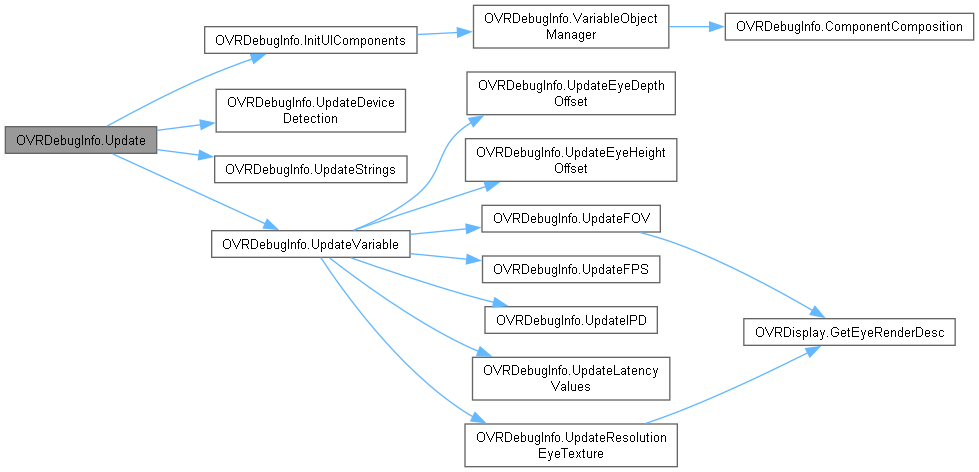 OVRDebugInfo.Update
OVRDebugInfo.InitUIComponents
OVRDebugInfo.VariableObject
Manager
OVRDebugInfo.ComponentComposition
OVRDebugInfo.UpdateDevice
Detection
OVRDebugInfo.UpdateStrings
OVRDebugInfo.UpdateVariable
OVRDebugInfo.UpdateEyeDepth
Offset
OVRDebugInfo.UpdateEyeHeight
Offset
OVRDebugInfo.UpdateFOV
OVRDebugInfo.UpdateFPS
OVRDebugInfo.UpdateIPD
OVRDebugInfo.UpdateLatency
Values
OVRDebugInfo.UpdateResolution
EyeTexture
OVRDisplay.GetEyeRenderDesc